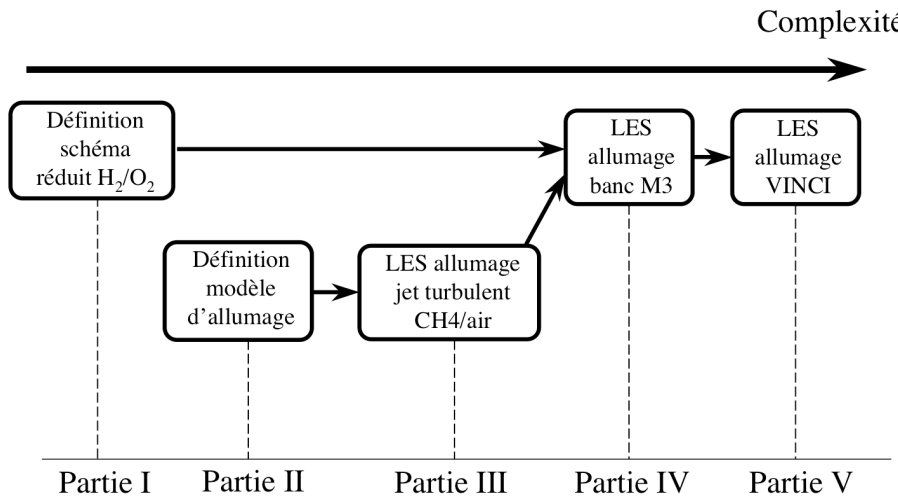 Complexité
Définition
schéma
réduit H₂/O₂
LES
allumage
banc M3
LES
allumage
VINCI
Définition
modèle
d'allumage
LES allumage
jet turbulent
CH4/air
Partie I
Partie II
Partie III
Partie IV
Partie V